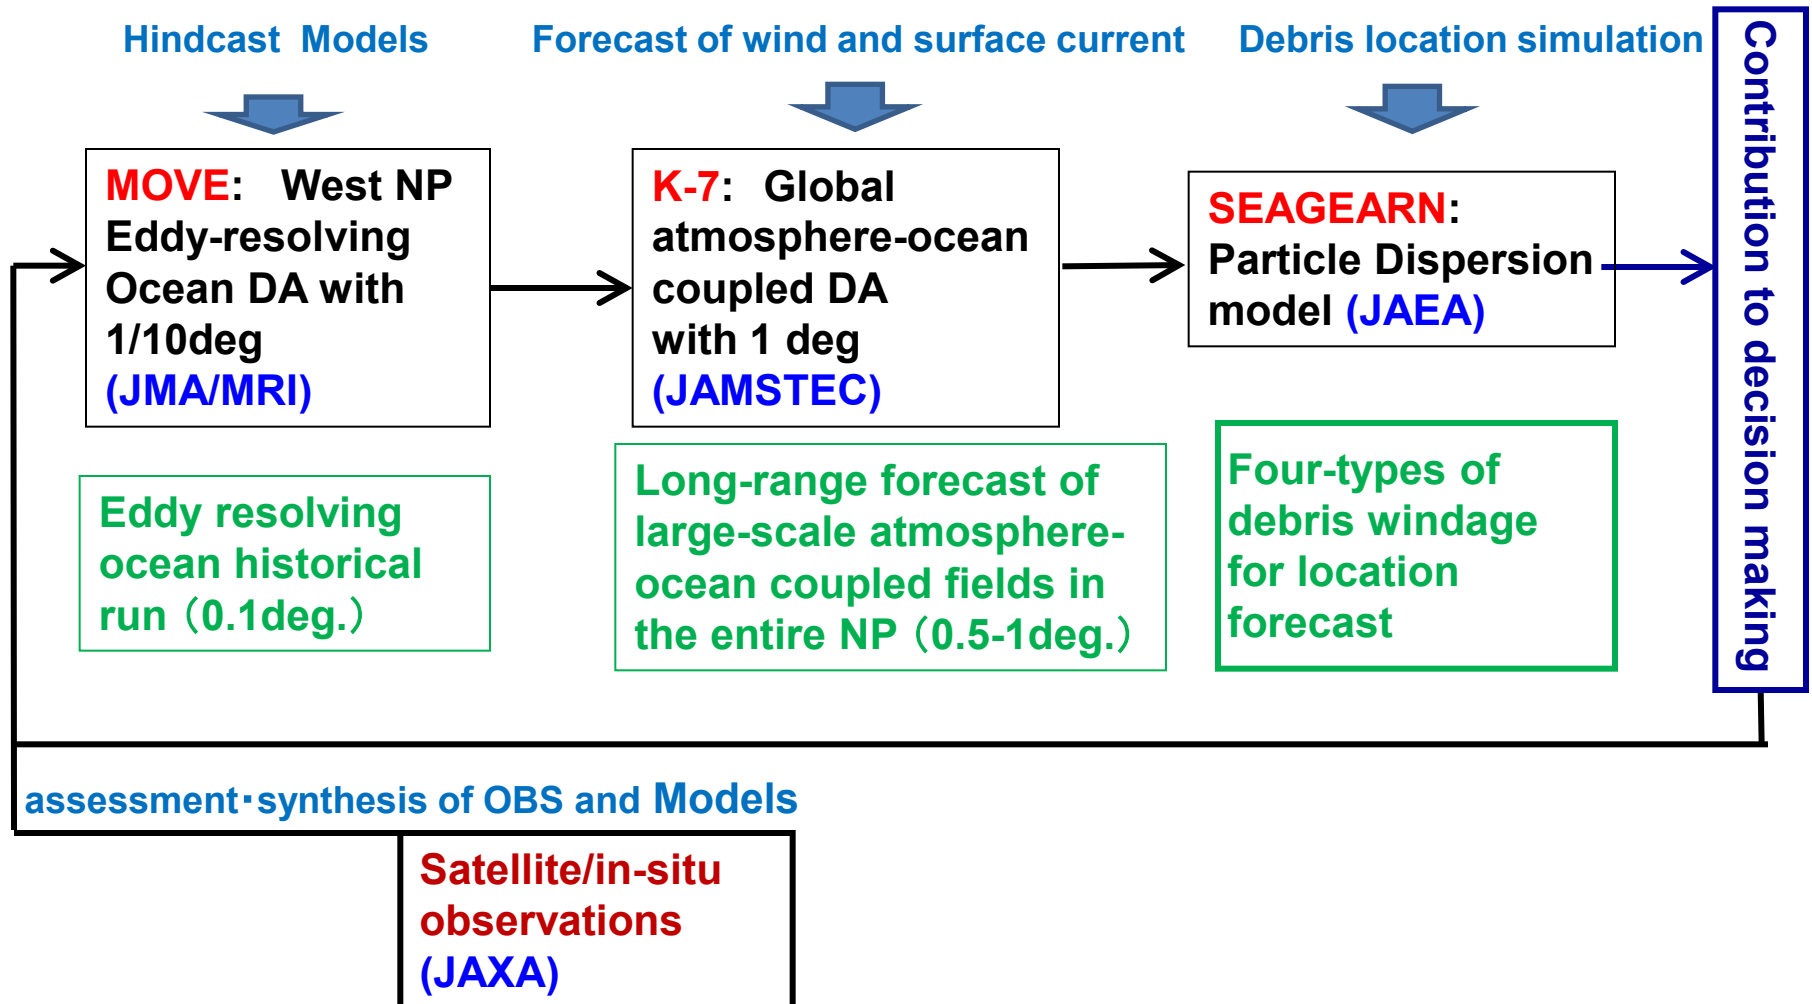 Hindcast Models
Forecast of wind and surface current
Debris location simulation
MOVE: West NP
Eddy-resolving
Ocean DA with
1/10deg
(JMA/MRI)
K-7: Global
atmosphere-ocean
coupled DA
with 1 deg
(JAMSTEC)
SEAGEARN:
Particle Dispersion
model (JAEA)
Contribution to decision making
Eddy resolving
ocean historical
run（0.1deg.）
Long-range forecast of
large-scale atmosphere-
ocean coupled fields in
the entire NP（0.5-1deg.）
Four-types of
debris windage
for location
forecast
assessment・synthesis of OBS and Models
Satellite/in-situ
observations
(JAXA)